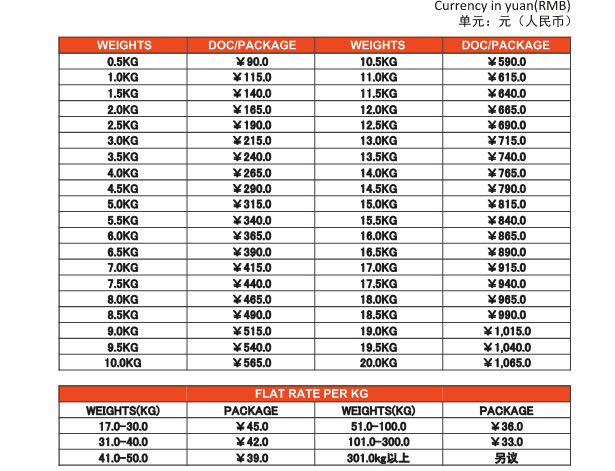 Currency in yuan(RMB)
单元：元（人民币）
WEIGHTS DOC/PACKAGE WEIGHTS DOC/PACKAGE
0.5KG ￥90.0 10.5KG ￥590.0
1.0KG ￥115.0 11.0KG ￥615.0
1.5KG ￥140.0 11.5KG ￥640.0
2.0KG ￥165.0 12.0KG ￥665.0
2.5KG ￥190.0 12.5KG ￥690.0
3.0KG ￥215.0 13.0KG ￥715.0
3.5KG ￥240.0 13.5KG ￥740.0
4.0KG ￥265.0 14.0KG ￥765.0
4.5KG ￥290.0 14.5KG ￥790.0
5.0KG ￥315.0 15.0KG ￥815.0
5.5KG ￥340.0 15.5KG ￥840.0
6.0KG ￥365.0 16.0KG ￥865.0
6.5KG ￥390.0 16.5KG ￥890.0
7.0KG ￥415.0 17.0KG ￥915.0
7.5KG ￥440.0 17.5KG ￥940.0
8.0KG ￥465.0 18.0KG ￥965.0
8.5KG ￥490.0 18.5KG ￥990.0
9.0KG ￥515.0 19.0KG ￥1,015.0
9.5KG ￥540.0 19.5KG ￥1,040.0
10.0KG ￥565.0 20.0KG ￥1,065.0
FLAT RATE PER KG
WEIGHTS(KG) PACKAGE WEIGHTS(KG) PACKAGE
17.0-30.0 ￥45.0 51.0-100.0 ￥36.0
31.0-40.0 ￥42.0 101.0-300.0 ￥33.0
41.0-50.0 ￥39.0 301.0kg以上 另议